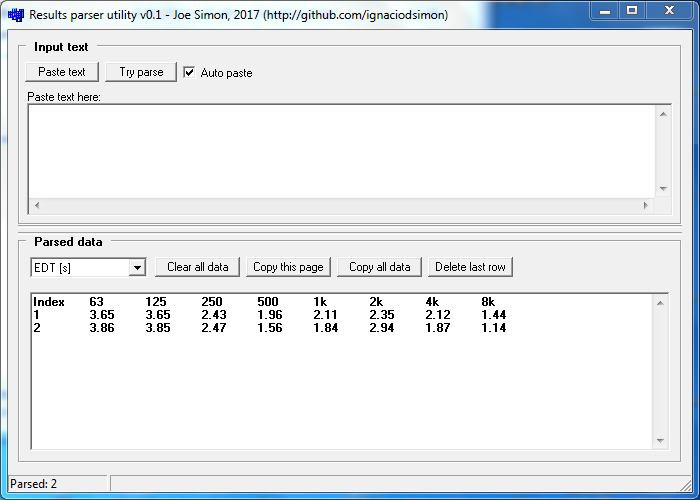 Results parser utility v0.1 - Joe Simon, 2017 (http://github.com/ignaciodsimon)
Input text
Paste text Try parse Auto paste
Paste text here:
Parsed data
EDT [s] Clear all data Copy this page Copy all data Delete last row
Index 63 125 250 500 1k 2k 4k 8k
1 3.65 3.65 2.43 1.96 2.11 2.35 2.12 1.44
2 3.86 3.85 2.47 1.56 1.84 2.94 1.87 1.14
Parsed: 2